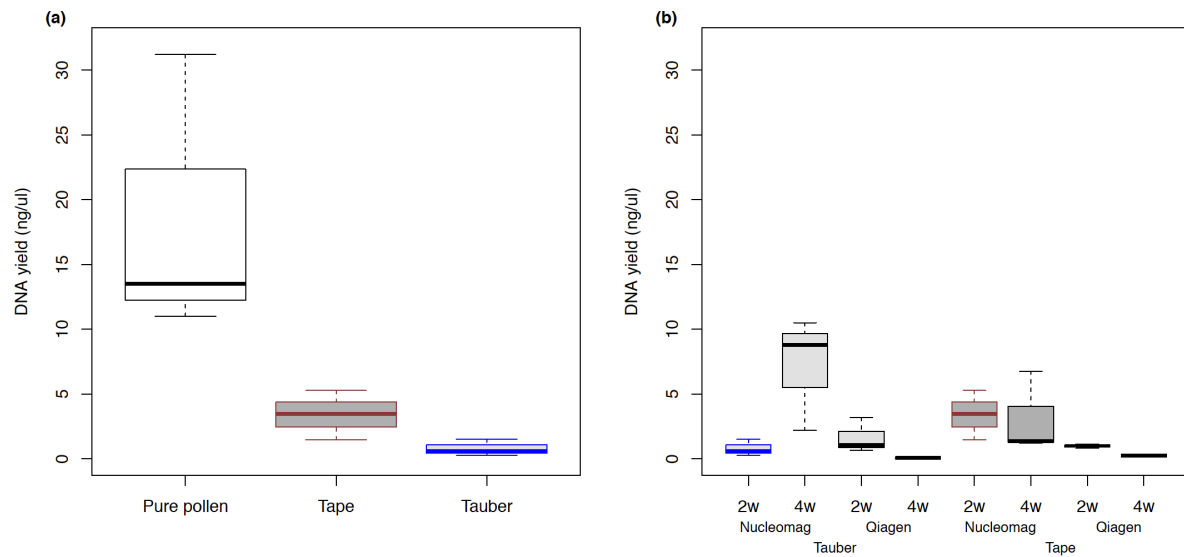 (a)
DNA yield (ng/ul)
30
25
20
15
10
5
0
Pure pollen Tape Tauber
(b)
DNA yield (ng/ul)
30
25
20
15
10
5
0
2w 4w 2w 4w 2w 4w 2w 4w
Nucleomag Qiagen Nucleomag Qiagen
Tauber Tape